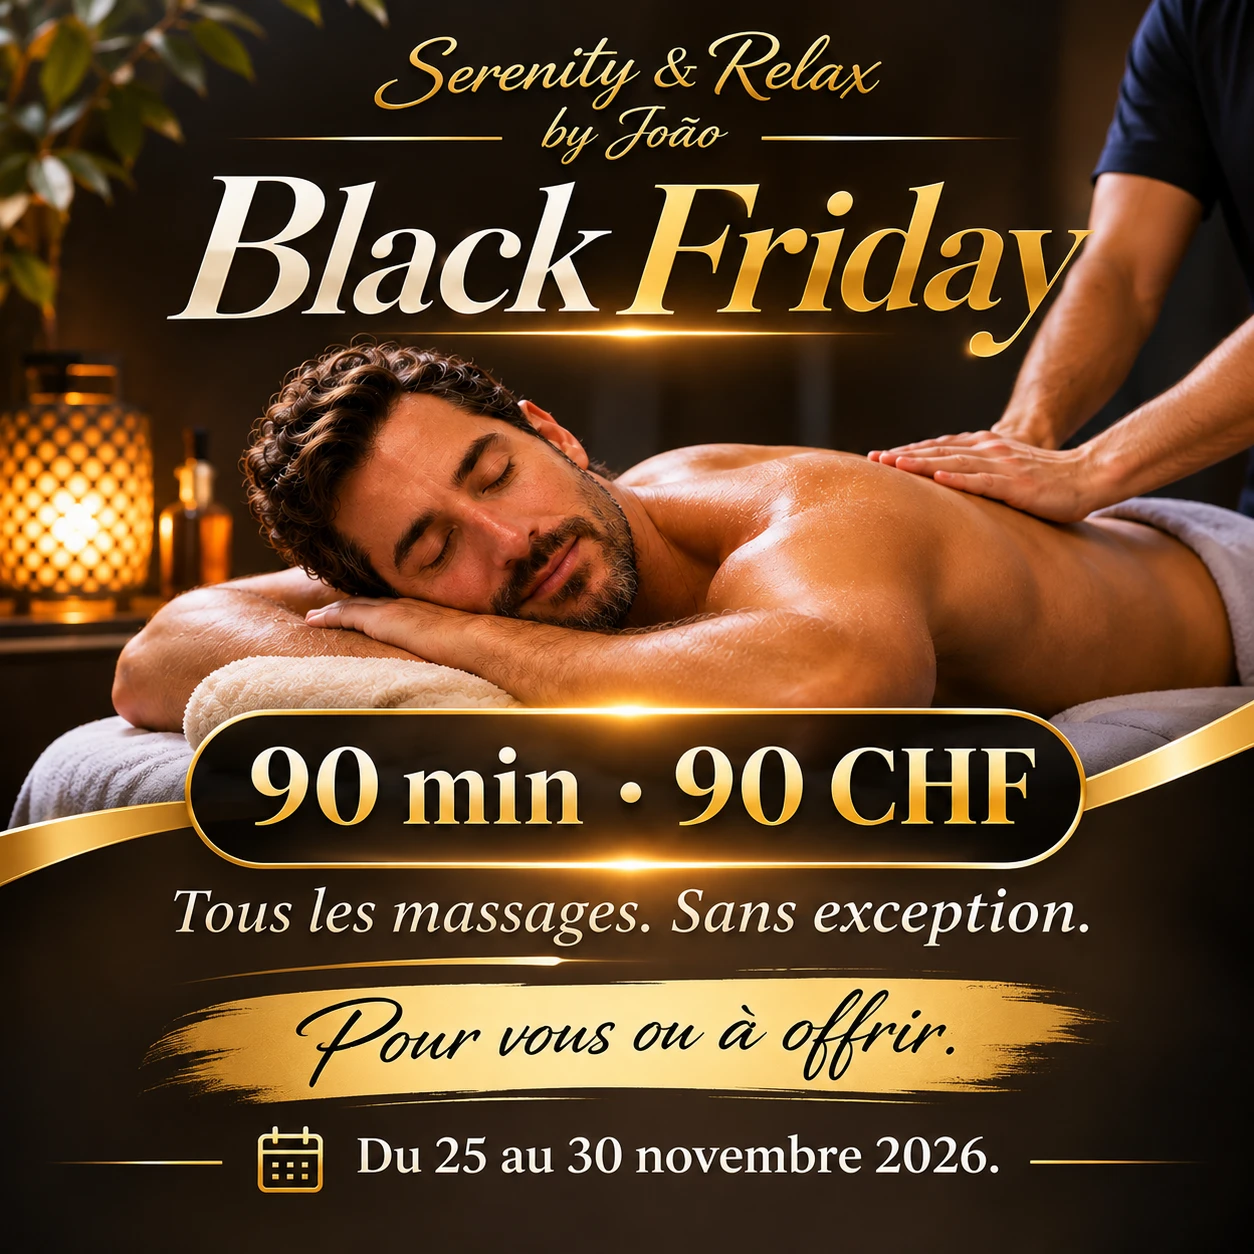 Serenity & Relax
by João
Black Friday
90 min · 90 CHF
Tous les massages. Sans exception.
Pour vous ou à offrir.
Du 25 au 30 novembre 2026.